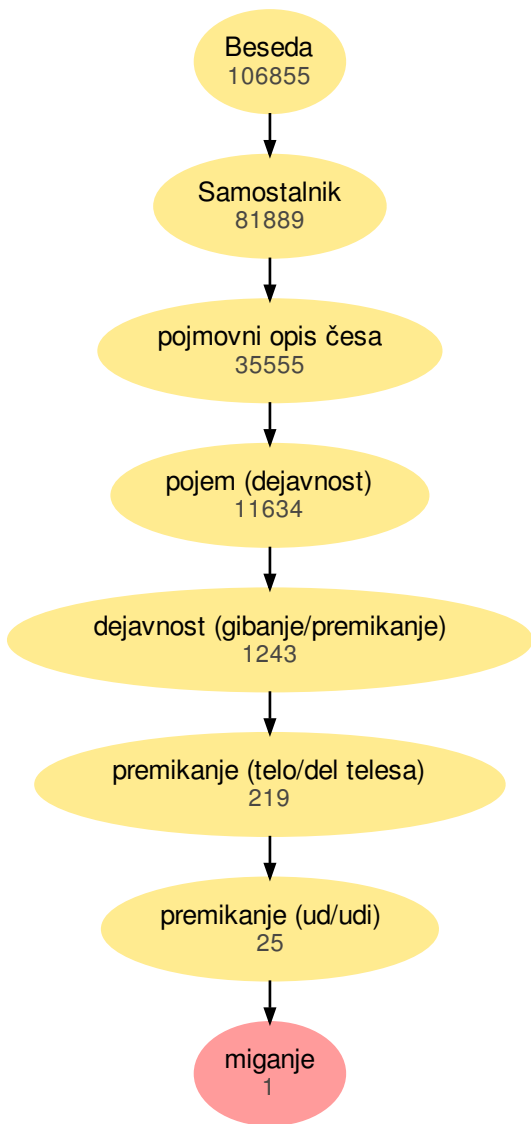 Beseda
106855
Samostalnik
81889
pojmovni opis česa
35555
pojem (dejavnost)
11634
dejavnost (gibanje/premikanje)
1243
premikanje (telo/del telesa)
219
premikanje (ud/udi)
25
miganje
1